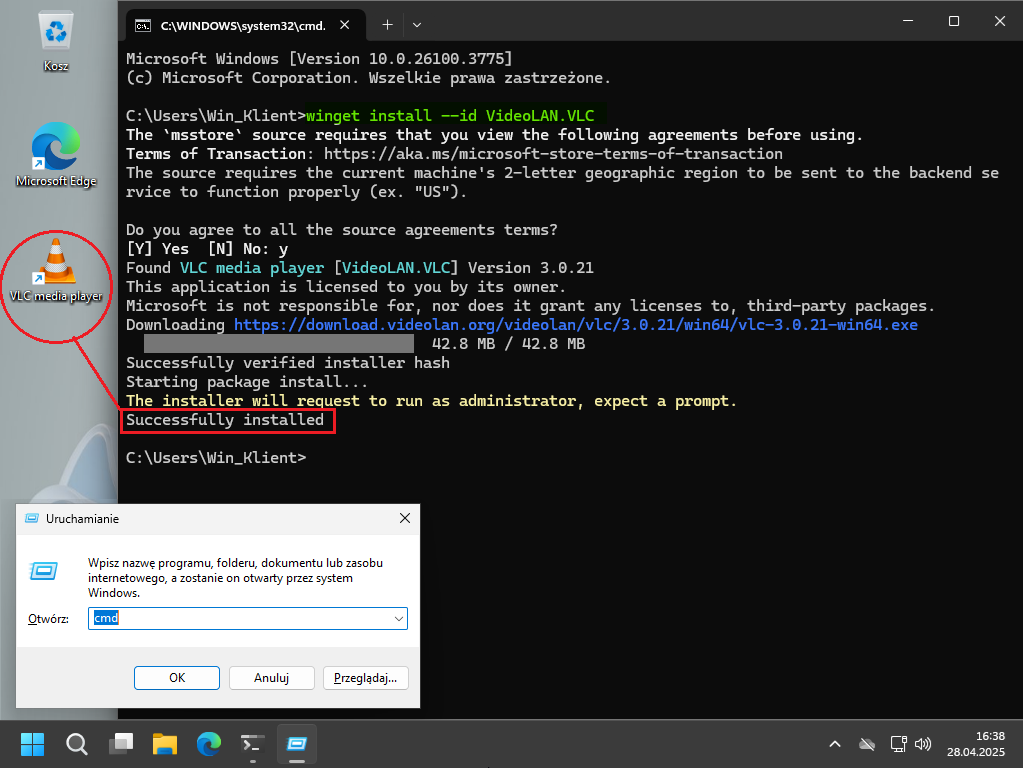 Kosz
Microsoft Edge
VLC media player
C:\WINDOWS\system32\cmd.
Microsoft Windows [Version 10.0.26100.3775]
(c) Microsoft Corporation. Wszelkie prawa zastrzeżone.
C:\Users\Win_Klient>winget install --id VideoLAN.VLC
The `msstore` source requires that you view the following agreements before using.
Terms of Transaction: https://aka.ms/microsoft-store-terms-of-transaction
The source requires the current machine's 2-letter geographic region to be sent to the backend se
rvice to function properly (ex. "US").
Do you agree to all the source agreements terms?
[Y] Yes  [N] No: y
Found VLC media player [VideoLAN.VLC] Version 3.0.21
This application is licensed to you by its owner.
Microsoft is not responsible for, nor does it grant any licenses to, third-party packages.
Downloading https://download.videolan.org/videolan/vlc/3.0.21/win64/vlc-3.0.21-win64.exe
42.8 MB / 42.8 MB
Successfully verified installer hash
Starting package install...
The installer will request to run as administrator, expect a prompt.
Successfully installed
C:\Users\Win_Klient>
Uruchamianie
Wpisz nazwę programu, folderu, dokumentu lub zasobu
internetowego, a zostanie on otwarty przez system
Windows.
Otwórz: cmd
OK Anuluj Przeglądaj...
16:38
28.04.2025